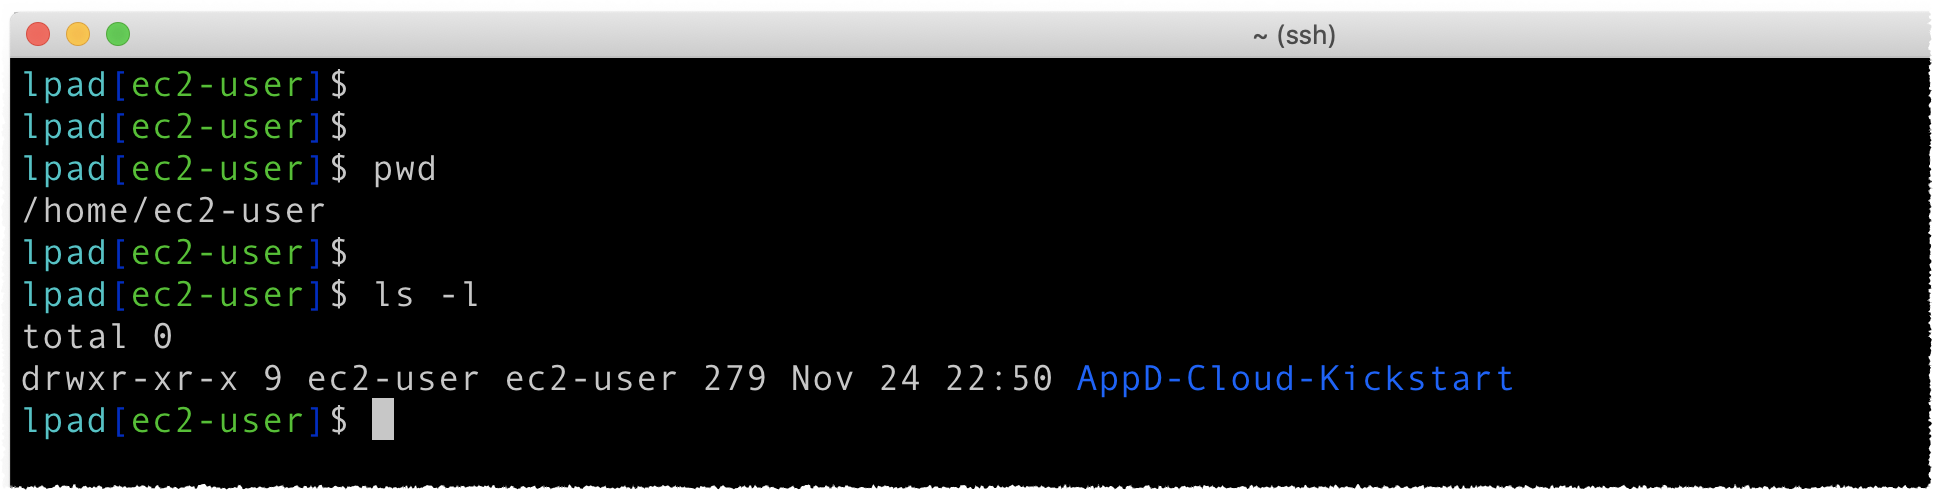 ~ (ssh)
lpad[ec2-user]$
lpad[ec2-user]$
lpad[ec2-user]$ pwd
/home/ec2-user
lpad[ec2-user]$
lpad[ec2-user]$ ls -l
total 0
drwxr-xr-x 9 ec2-user ec2-user 279 Nov 24 22:50 AppD-Cloud-Kickstart
lpad[ec2-user]$